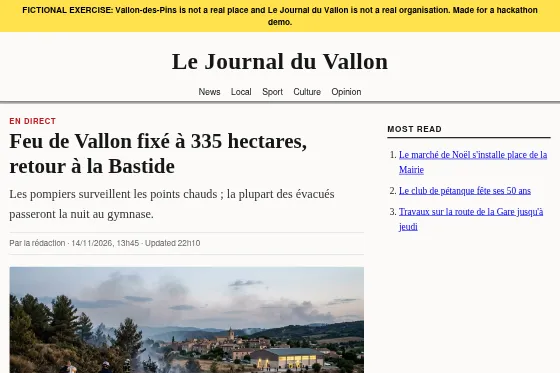 FICTIONAL EXERCISE: Vallon-des-Pins is not a real place and Le Journal du Vallon is not a real organisation. Made for a hackathon
demo.
Le Journal du Vallon
News Local Sport Culture Opinion
EN DIRECT
Feu de Vallon fixé à 335 hectares,
retour à la Bastide
Les pompiers surveillent les points chauds ; la plupart des évacués
passeront la nuit au gymnase.
Par la rédaction · 14/11/2026, 13h45 · Updated 22h10
MOST READ
1. Le marché de Noël s'installe place de la
Mairie
2. Le club de pétanque fête ses 50 ans
3. Travaux sur la route de la Gare jusqu'à
jeudi